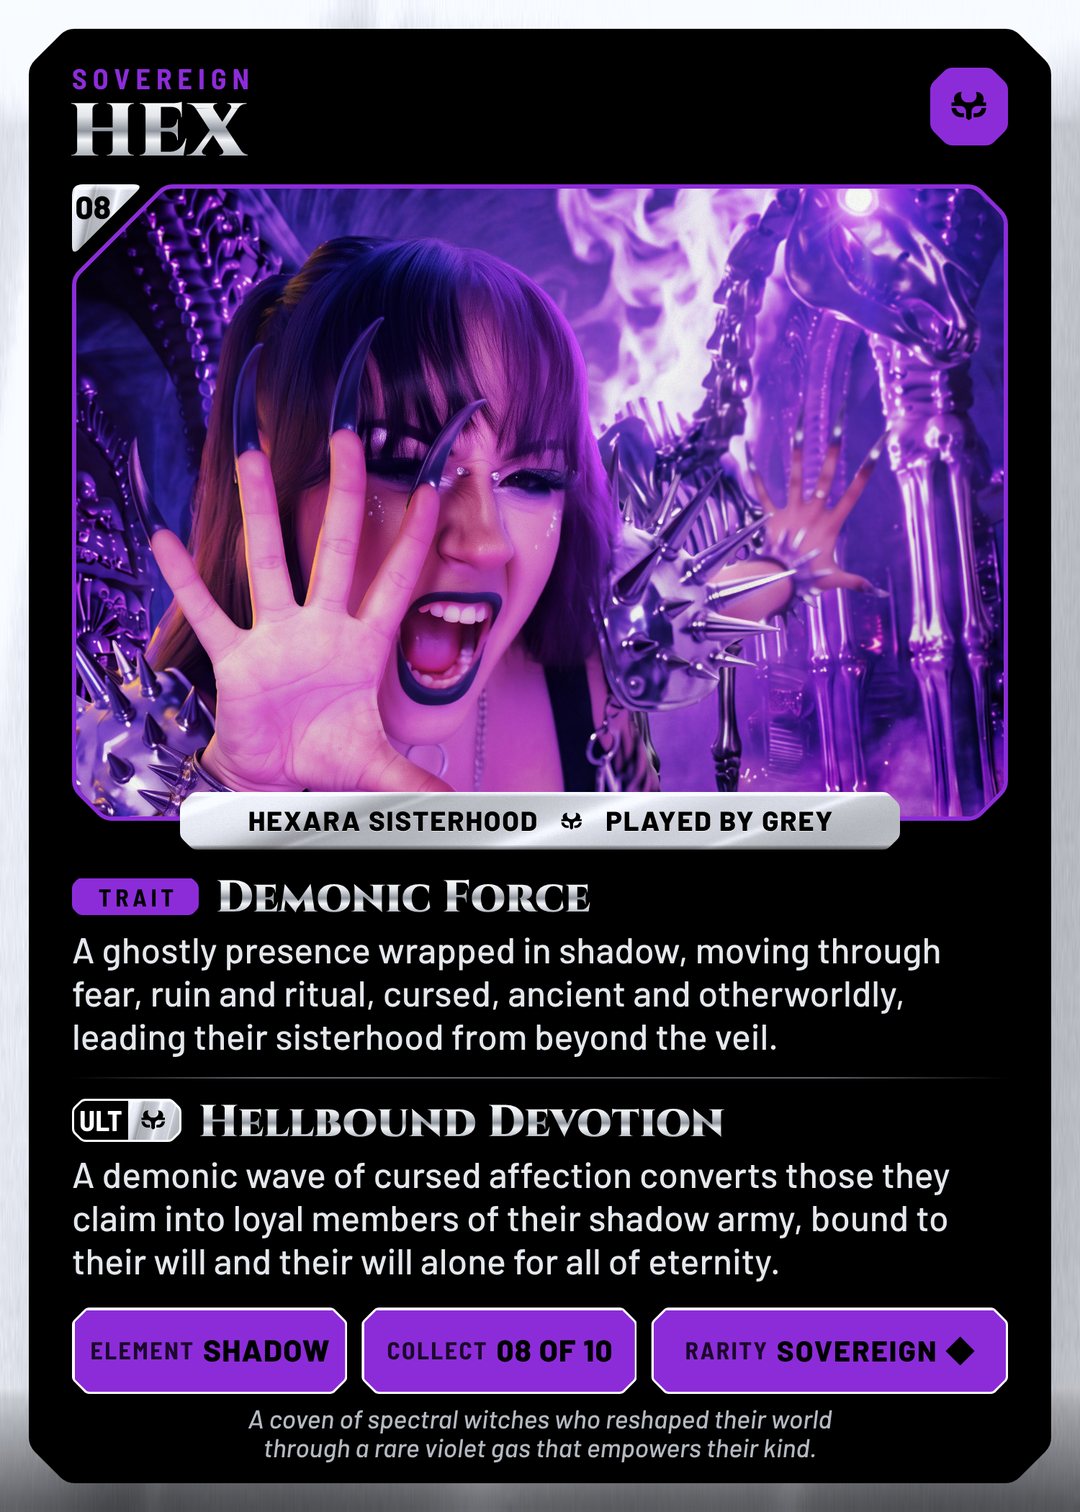 SOVEREIGN
HEX
08
HEXARA SISTERHOOD PLAYED BY GREY
TRAIT DEMONIC FORCE
A ghostly presence wrapped in shadow, moving through
fear, ruin and ritual, cursed, ancient and otherworldly,
leading their sisterhood from beyond the veil.
ULT HELLBOUND DEVOTION
A demonic wave of cursed affection converts those they
claim into loyal members of their shadow army, bound to
their will and their will alone for all of eternity.
ELEMENT SHADOW COLLECT 08 OF 10 RARITY SOVEREIGN ◆
A coven of spectral witches who reshaped their world
through a rare violet gas that empowers their kind.